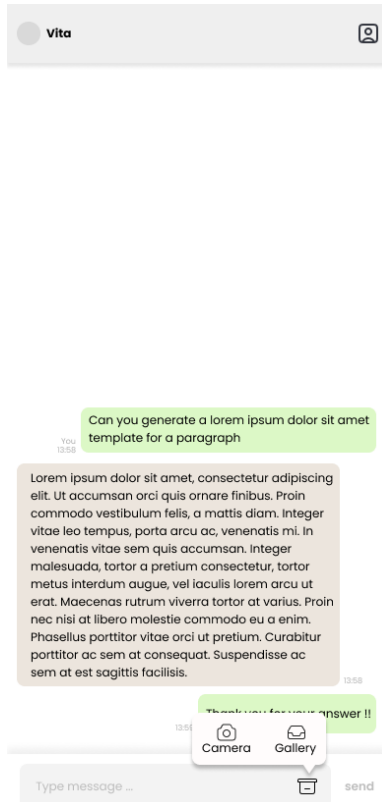 Vita
Can you generate a lorem ipsum dolor sit amet
template for a paragraph
You
13:58
Lorem ipsum dolor sit amet, consectetur adipiscing
elit. Ut accumsan orci quis ornare finibus. Proin
commodo vestibulum felis, a mattis diam. Integer
vitae leo tempus, porta arcu ac, venenatis mi. In
venenatis vitae sem quis accumsan. Integer
malesuada, tortor a pretium consectetur, tortor
metus interdum augue, vel iaculis lorem arcu ut
erat. Maecenas rutrum viverra tortor at varius. Proin
nec nisi at libero molestie commodo eu a enim.
Phasellus porttitor vitae orci ut pretium. Curabitur
porttitor ac sem at consequat. Suspendisse ac
sem at est sagittis facilisis.
13:58
Thank you for your answer !!
Camera Gallery
Type message ... send